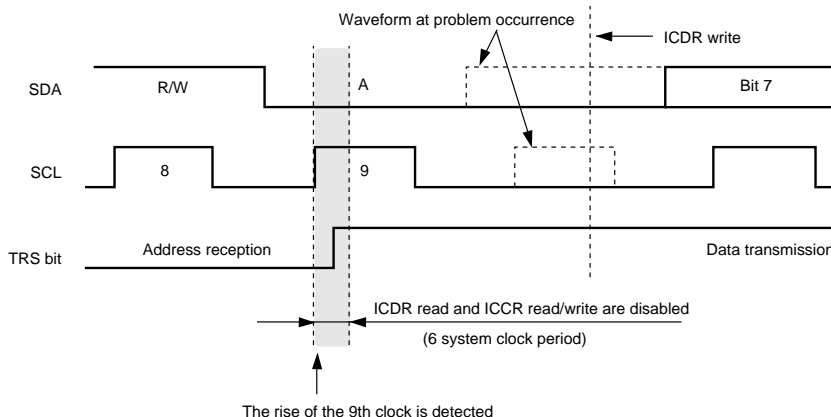 Waveform at problem occurrence
ICDR write
SDA
R/W
A
Bit 7
SCL
8
9
TRS bit
Address reception
Data transmission
ICDR read and ICCR read/write are disabled
(6 system clock period)
The rise of the 9th clock is detected